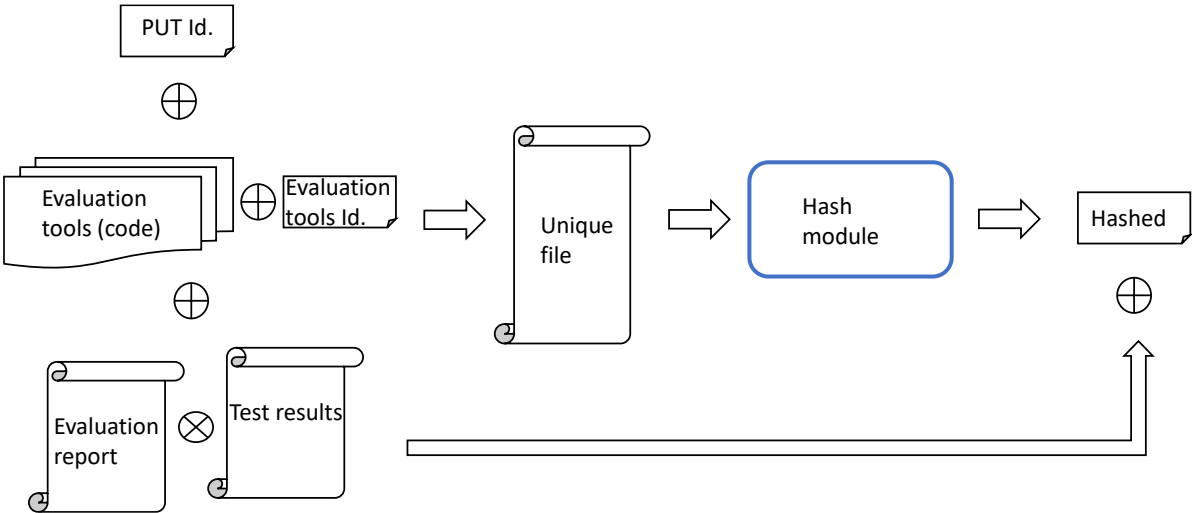 PUT Id.
Evaluation
tools (code)
Evaluation
tools Id.
Unique
file
Hash
module
Hashed
Evaluation
report
Test results